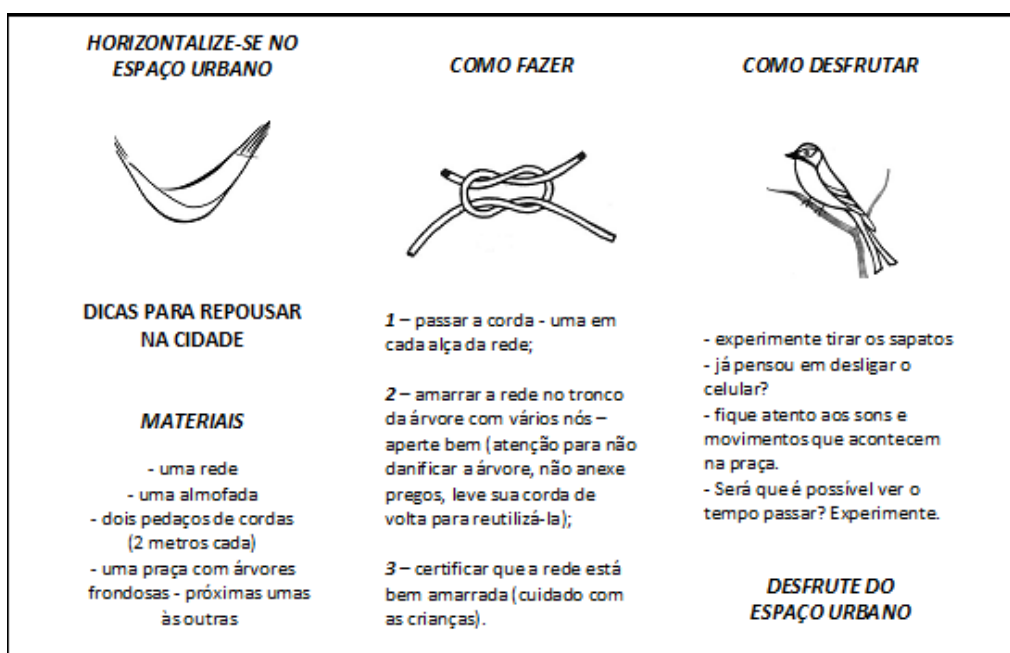 HORIZONTALIZE-SE NO
ESPAÇO URBANO
DICAS PARA REPOUSAR
NA CIDADE
MATERIAIS
- uma rede
- uma almofada
- dois pedaços de cordas
(2 metros cada)
- uma praça com árvores
frondosas - próximas umas
às outras
COMO FAZER
1 – passar a corda - uma em
cada alça da rede;
2 – amarrar a rede no tronco
da árvore com vários nós –
aperte bem (atenção para não
danificar a árvore, não anexe
pregos, leve sua corda de
volta para reutilizá-la);
3 – certificar que a rede está
bem amarrada (cuidado com
as crianças).
COMO DESFRUTAR
- experimente tirar os sapatos
- já pensou em desligar o
celular?
- fique atento aos sons e
movimentos que acontecem
na praça.
- Será que é possível ver o
tempo passar? Experimente.
DESFRUTE DO
ESPAÇO URBANO